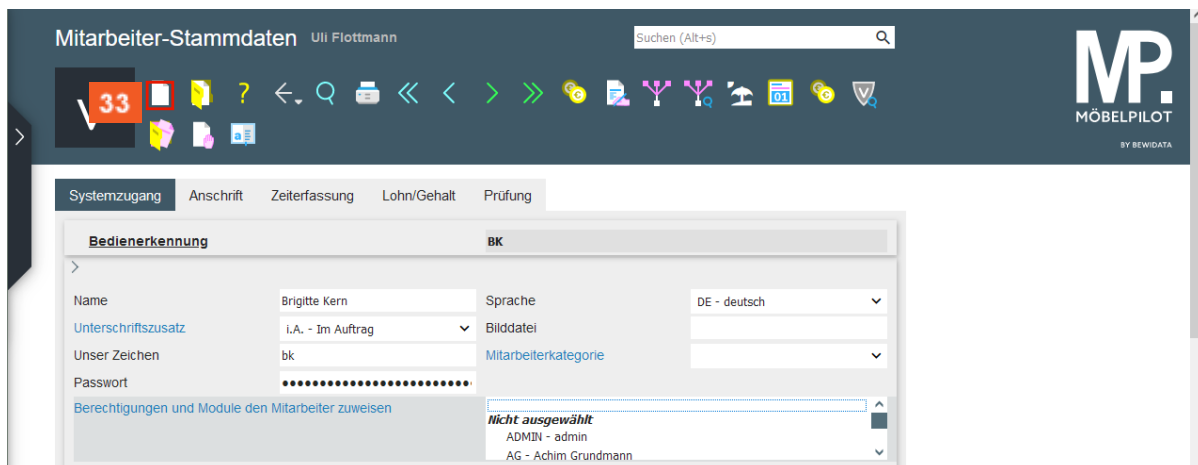 Mitarbeiter-Stammdaten Uli Flottmann
Suchen (Alt+s)
MP.
MÖBELPILOT
BY BEWIDATA
V
33
?
01
V
a
Systemzugang Anschrift Zeiterfassung Lohn/Gehalt Prüfung
Bedienerkennung BK
Name Brigitte Kern Sprache DE - deutsch
Unterschriftszusatz i.A. - Im Auftrag Bilddatei
Unser Zeichen bk Mitarbeiterkategorie
Passwort
Berechtigungen und Module den Mitarbeiter zuweisen
Nicht ausgewählt
ADMIN - admin
AG - Achim Grundmann